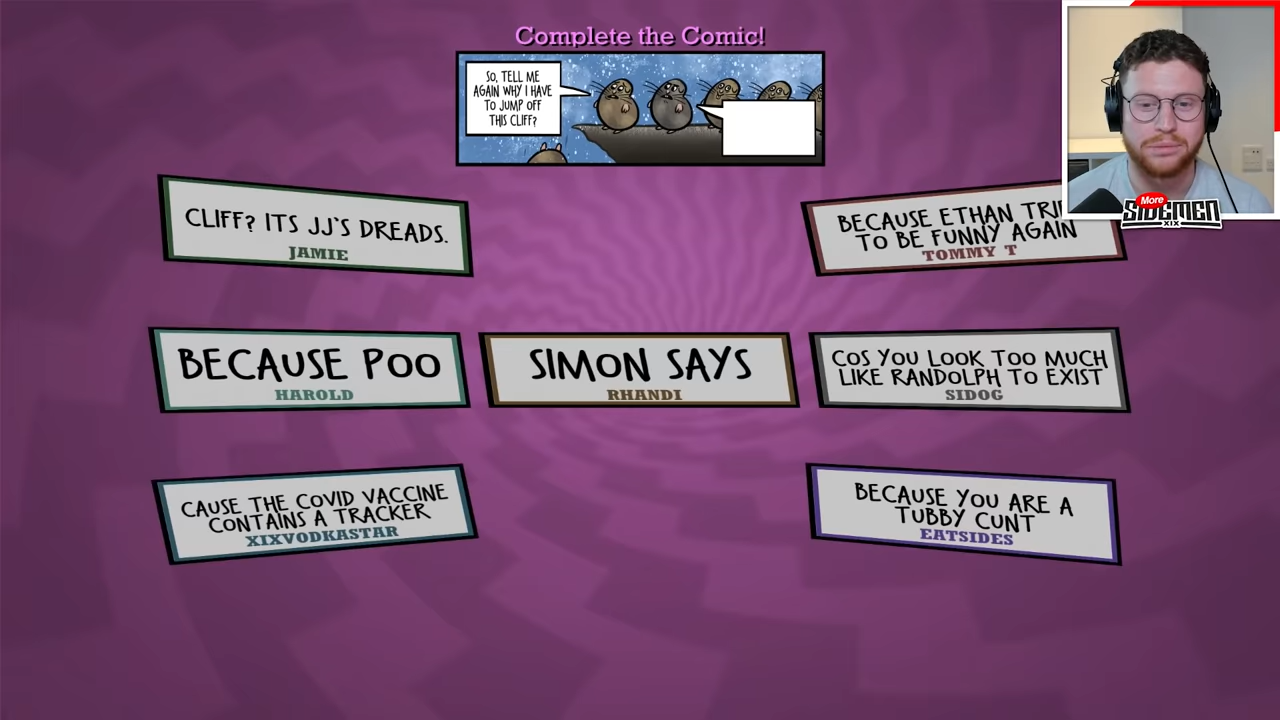 Complete the Comic!
SO, TELL ME
AGAIN WHY I HAVE
TO JUMP OFF
THIS CLIFF?
CLIFF? ITS JJ'S DREADS.
JAMIE
BECAUSE ETHAN
TO BE FUNNY AGAIN
TOMMY T
More
SIDEMEN
XIX
BECAUSE POO
HAROLD
SIMON SAYS
RHANDI
COS YOU LOOK TOO MUCH
LIKE RANDOLPH TO EXIST
SIDOG
CAUSE THE COVID VACCINE
CONTAINS A TRACKER
XIXVODKASTAR
BECAUSE YOU ARE A
TUBBY CUNT
EATSIDES